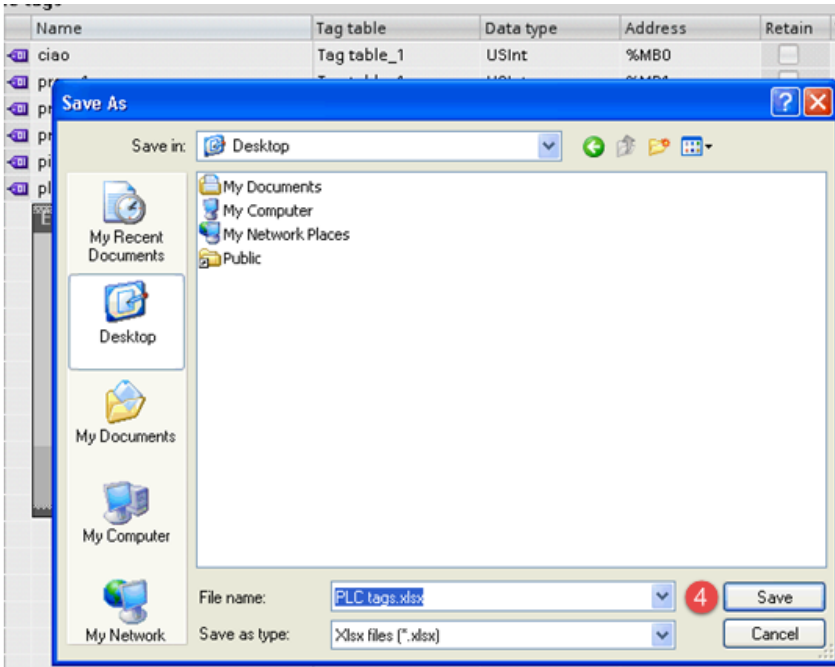 Name Tag table Data type Address Retain
ciao Tag_table_1 USInt %MB0
Save As
Save in: Desktop
My Documents
My Computer
My Network Places
Public
My Recent
Documents
Desktop
My Documents
My Computer
My Network
File name: PLC tags.xlsx 4 Save
Save as type: Xlsx files (*.xlsx) Cancel